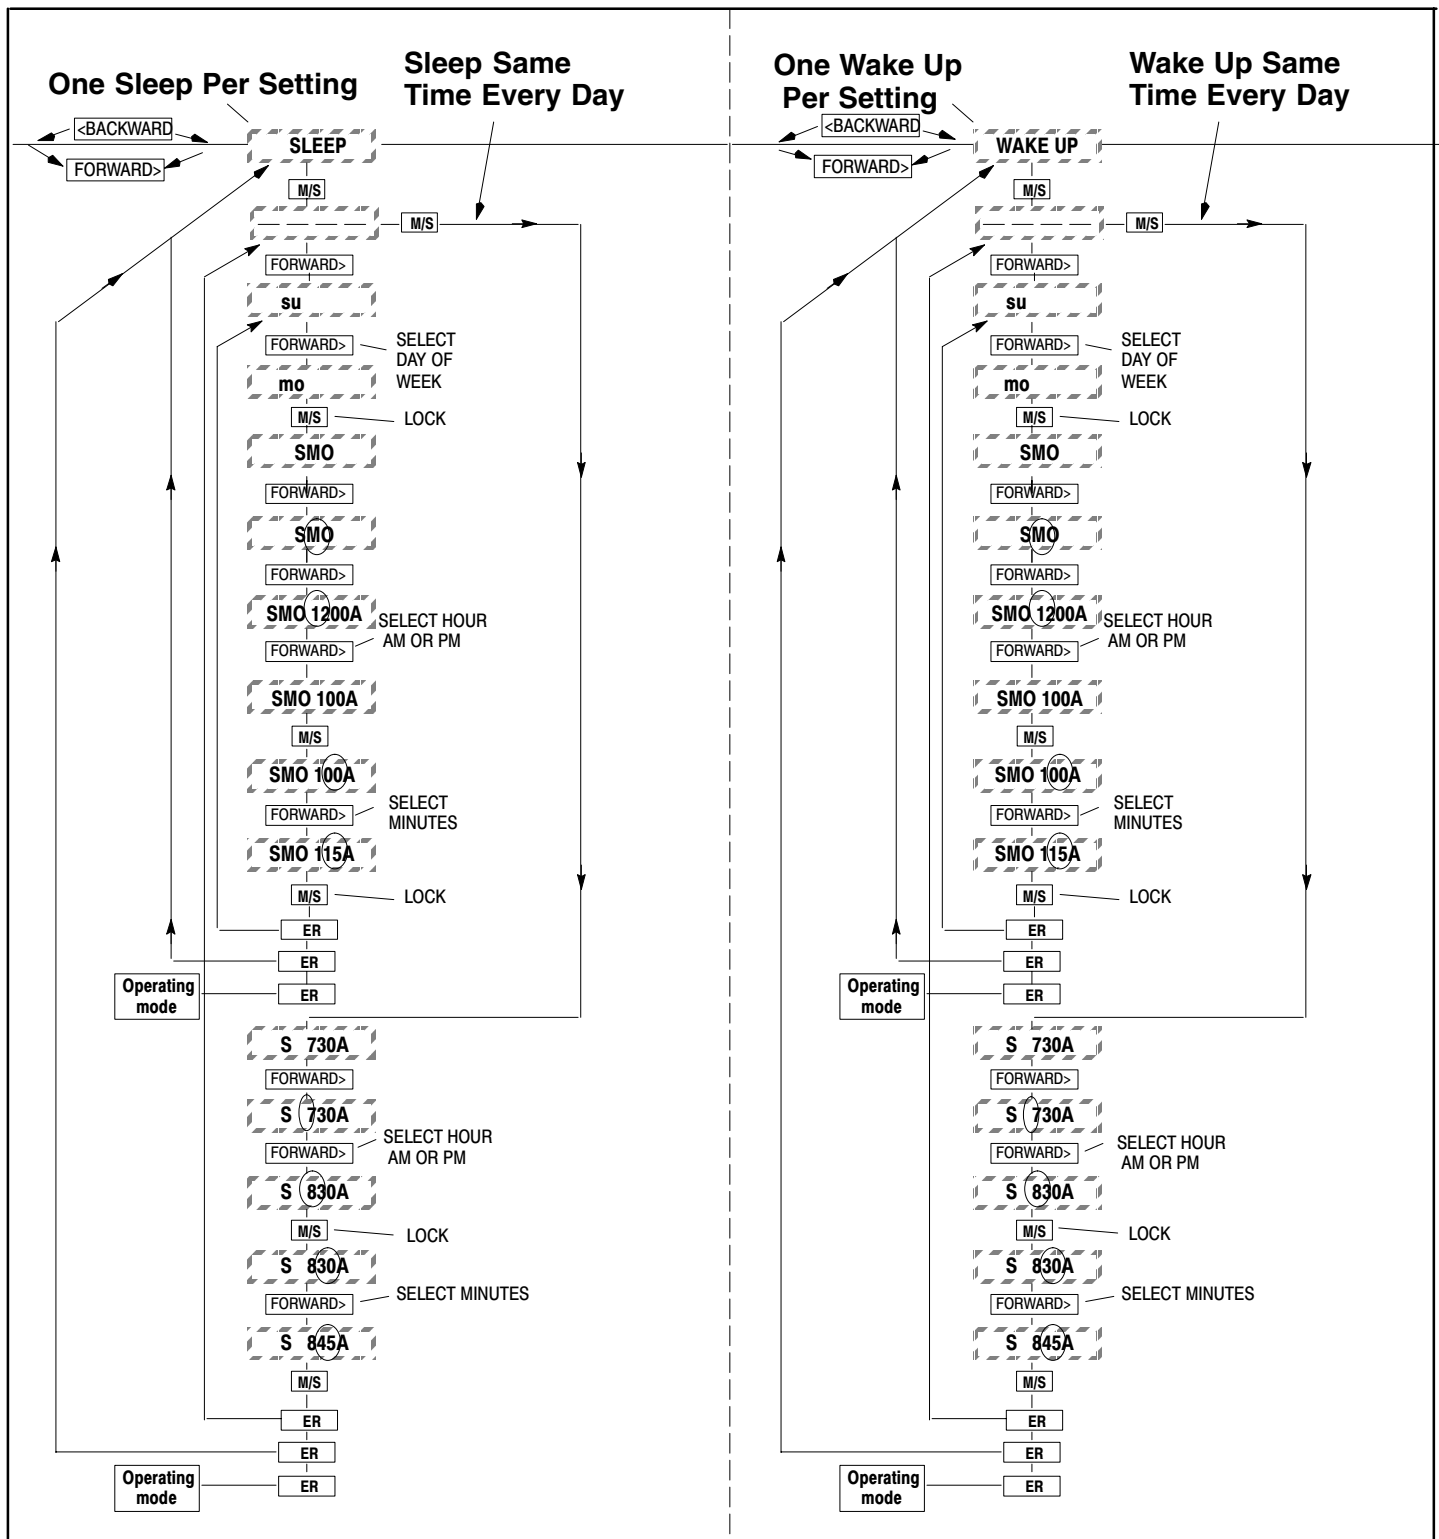 One Sleep Per Setting
Sleep Same
Time Every Day
<BACKWARD
FORWARD>
SLEEP
M/S
M/S
FORWARD>
su
FORWARD>
SELECT
DAY OF
WEEK
mo
M/S
LOCK
SMO
FORWARD>
SMO
FORWARD>
SMO 1200A
SELECT HOUR
AM OR PM
FORWARD>
SMO 100A
M/S
SMO 100A
FORWARD>
SELECT
MINUTES
SMO 115A
M/S
LOCK
ER
ER
Operating
mode
ER
S 730A
FORWARD>
S 730A
SELECT HOUR
AM OR PM
FORWARD>
S 830A
M/S
LOCK
S 830A
FORWARD>
SELECT MINUTES
S 845A
M/S
ER
ER
Operating
mode
ER
One Wake Up
Per Setting
Wake Up Same
Time Every Day
<BACKWARD
FORWARD>
WAKE UP
M/S
M/S
FORWARD>
su
FORWARD>
SELECT
DAY OF
WEEK
mo
M/S
LOCK
SMO
FORWARD>
SMO
FORWARD>
SMO 1200A
SELECT HOUR
AM OR PM
FORWARD>
SMO 100A
M/S
SMO 100A
FORWARD>
SELECT
MINUTES
SMO 115A
M/S
LOCK
ER
ER
Operating
mode
ER
S 730A
FORWARD>
S 730A
SELECT HOUR
AM OR PM
FORWARD>
S 830A
M/S
LOCK
S 830A
FORWARD>
SELECT MINUTES
S 845A
M/S
ER
ER
Operating
mode
ER